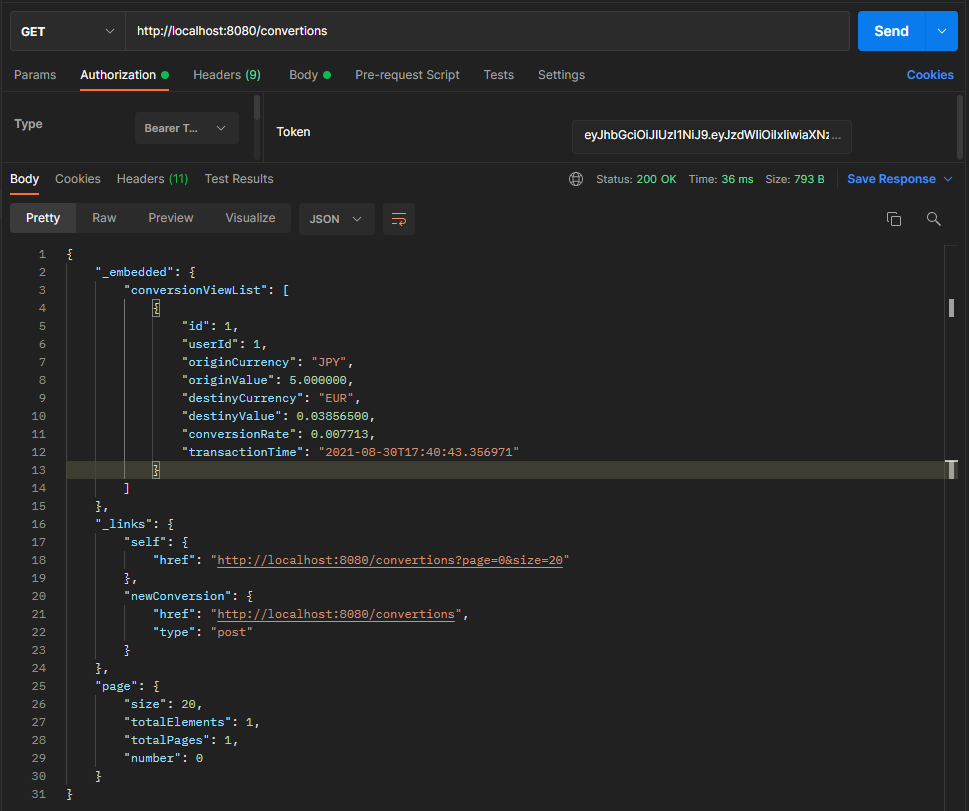 GET http://localhost:8080/convertions Send
Params Authorization Headers (9) Body Pre-request Script Tests Settings Cookies
Type Bearer T... Token eyJhbGciOiJIUzI1NiJ9.eyJzdWIiOiIxIiwiaXNz...
Body Cookies Headers (11) Test Results Status: 200 OK Time: 36 ms Size: 793 B Save Response
Pretty Raw Preview Visualize JSON
1 {
2 "_embedded": {
3 "conversionViewList": [
4 {
5 "id": 1,
6 "userId": 1,
7 "originCurrency": "JPY",
8 "originValue": 5.000000,
9 "destinyCurrency": "EUR",
10 "destinyValue": 0.03856500,
11 "conversionRate": 0.007713,
12 "transactionTime": "2021-08-30T17:40:43.356971"
13 }
14 ]
15 },
16 "_links": {
17 "self": {
18 "href": "http://localhost:8080/convertions?page=0&size=20"
19 },
20 "newConversion": {
21 "href": "http://localhost:8080/convertions",
22 "type": "post"
23 }
24 },
25 "page": {
26 "size": 20,
27 "totalElements": 1,
28 "totalPages": 1,
29 "number": 0
30 }
31 }